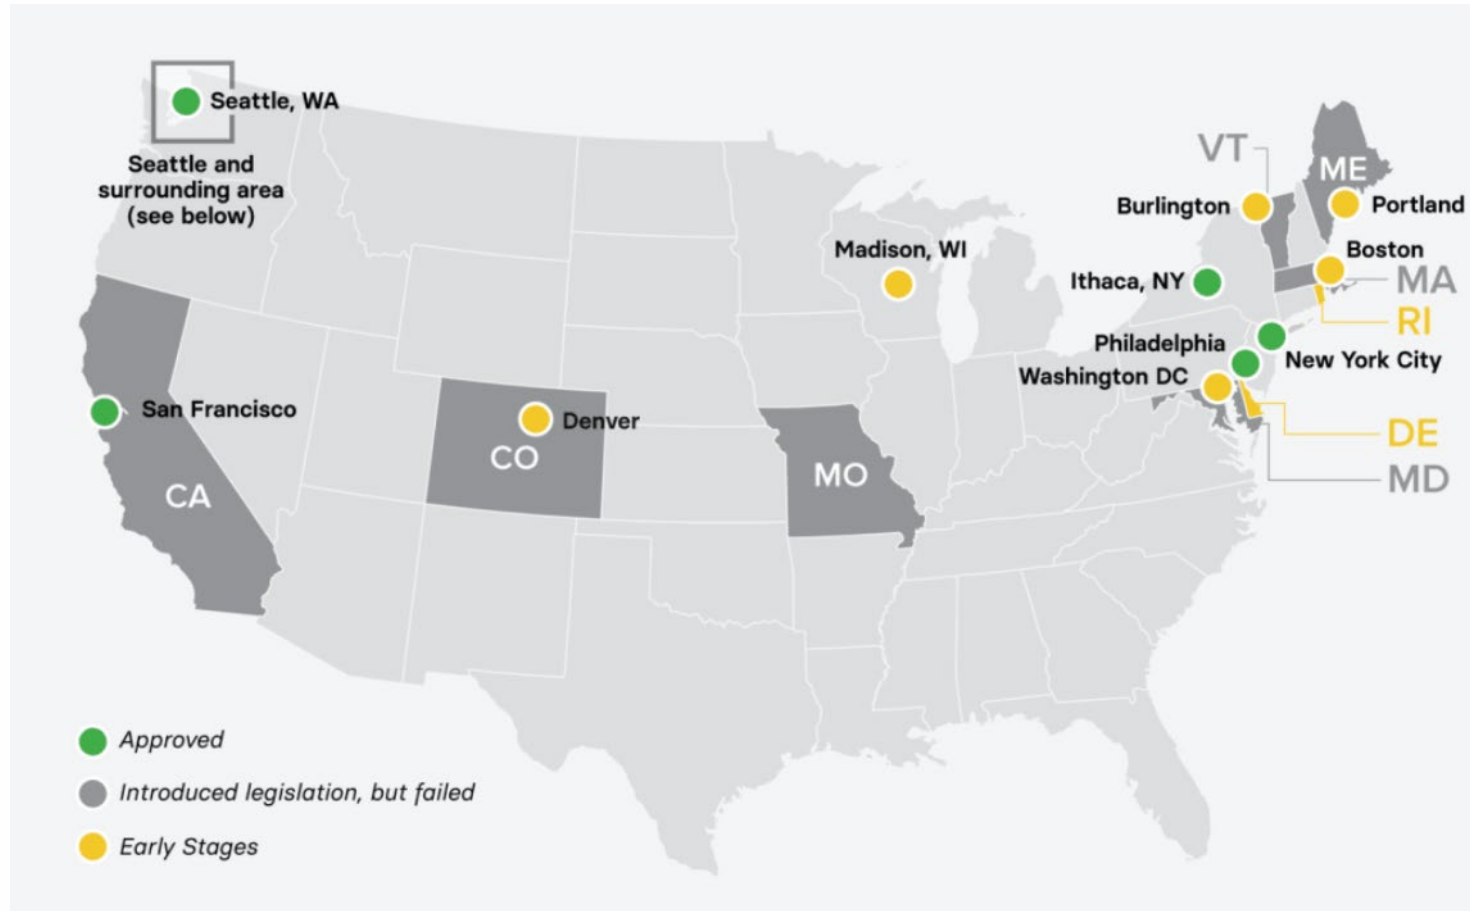 Seattle, WA
Seattle and
surrounding area
(see below)
VT
ME
Burlington
Portland
Madison, WI
Boston
Ithaca, NY
MA
RI
Philadelphia
New York City
Washington DC
San Francisco
Denver
CO
DE
MO
MD
CA
Approved
Introduced legislation, but failed
Early Stages